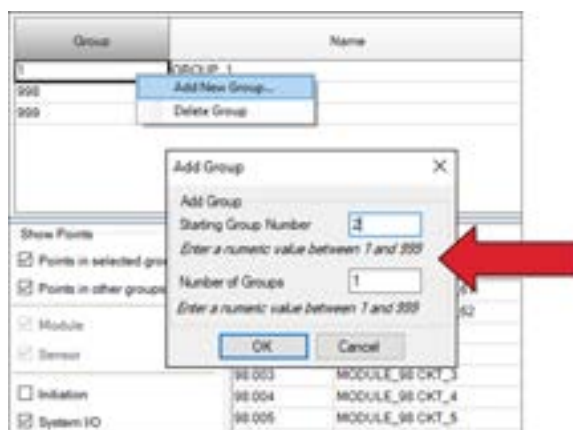 Group Name
1 GROUP_1
998
999
Add New Group...
Delete Group
Add Group
Add Group
Starting Group Number 2
Enter a numeric value between 1 and 999
Number of Groups 1
Enter a numeric value between 1 and 999
OK Cancel
Show Points
Points in selected gro
Points in other groups
Module
Sensor
Initiation
System I/O
98.003 MODULE_98 CKT_3
98.004 MODULE_98 CKT_4
98.005 MODULE_98 CKT_5